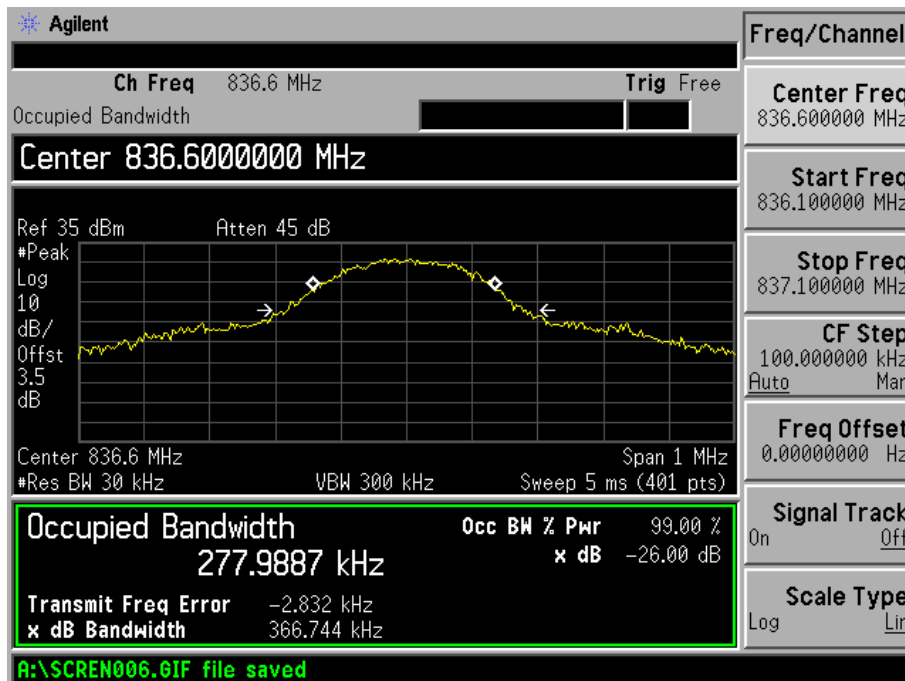 Agilent
Freq/Channel
Ch Freq 836.6 MHz Trig Free
Occupied Bandwidth
Center 836.6000000 MHz
Ref 35 dBm Atten 45 dB
#Peak
Log
10
dB/
Offst
3.5
dB
Center 836.6 MHz Span 1 MHz
#Res BW 30 kHz VBW 300 kHz Sweep 5 ms (401 pts)
Occupied Bandwidth
277.9887 kHz
Occ BW % Pwr 99.00 %
x dB -26.00 dB
Transmit Freq Error -2.832 kHz
x dB Bandwidth 366.744 kHz
A:\SCREN006.GIF file saved
Center Freq
836.600000 MHz
Start Freq
836.100000 MHz
Stop Freq
837.100000 MHz
CF Step
100.000000 kHz
Auto Man
Freq Offset
0.00000000 Hz
Signal Track
On Off
Scale Type
Log Lin